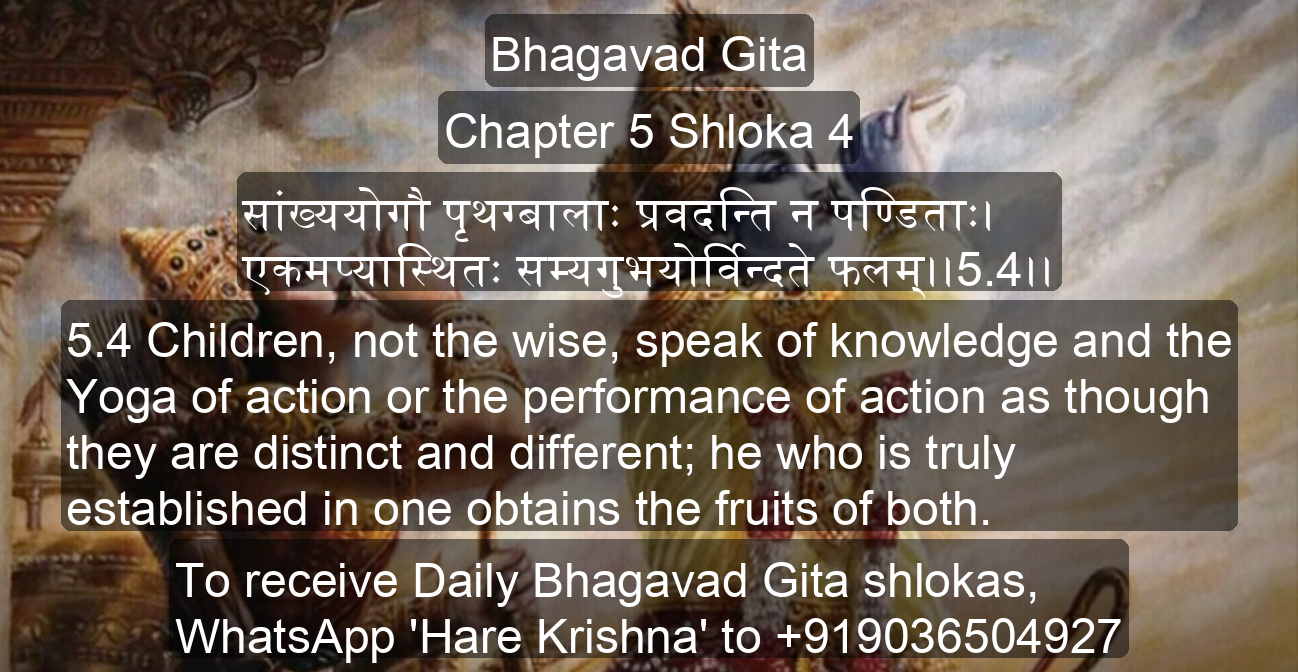 Bhagavad Gita
Chapter 5 Shloka 4
सांख्ययोगौ पृथग्बालाः प्रवदन्ति न पण्डिताः।
एकमप्यास्थितः सम्यगुभयोर्विन्दते फलम्।।5.4।।
5.4 Children, not the wise, speak of knowledge and the
Yoga of action or the performance of action as though
they are distinct and different; he who is truly
established in one obtains the fruits of both.
To receive Daily Bhagavad Gita shlokas,
WhatsApp 'Hare Krishna' to +919036504927